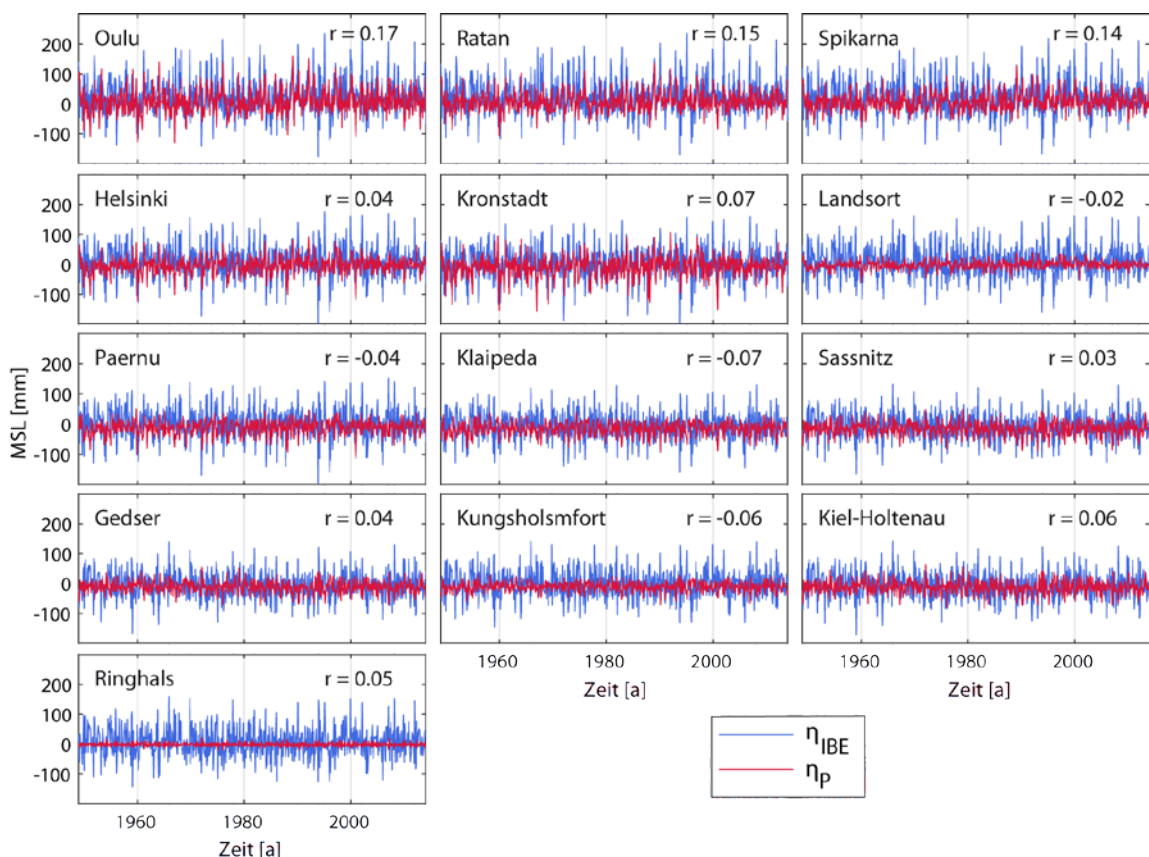 Oulu r = 0.17
Ratan r = 0.15
Spikarna r = 0.14
200
100
0
-100
Helsinki r = 0.04
Kronstadt r = 0.07
Landsort r = -0.02
200
100
0
-100
Paernu r = -0.04
Klaipeda r = -0.07
Sassnitz r = 0.03
200
100
0
-100
MSL [mm]
Gedser r = 0.04
Kungsholsmfort r = -0.06
Kiel-Holtenau r = 0.06
200
100
0
-100
1960 1980 2000
Zeit [a]
1960 1980 2000
Zeit [a]
Ringhals r = 0.05
200
100
0
-100
1960 1980 2000
Zeit [a]
η_IBE
η_P